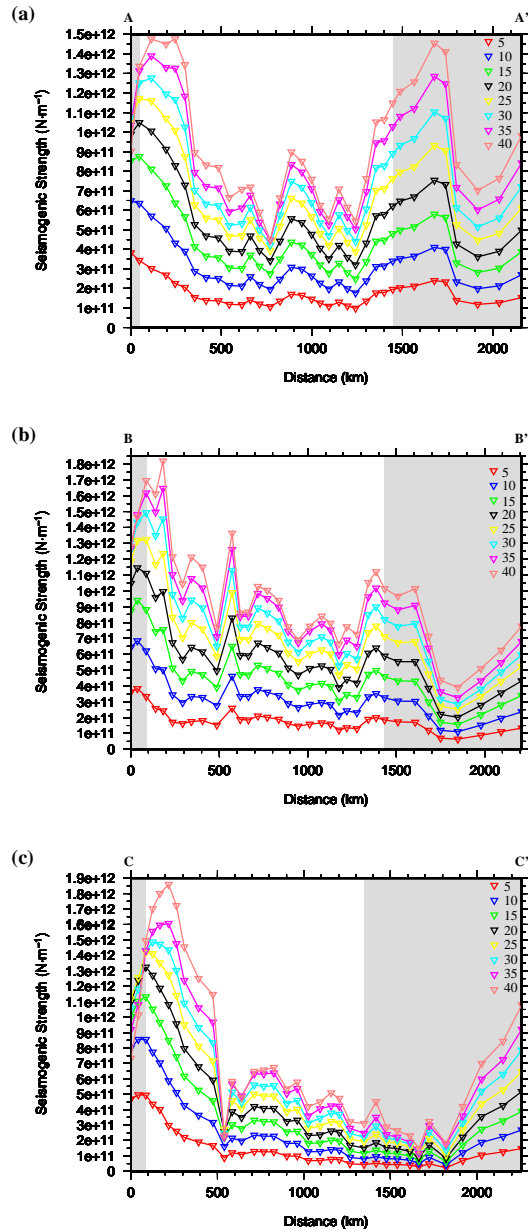 (a)
A A'
Seismogenic Strength (N·m⁻¹)
1.5e+12
1.4e+12
1.3e+12
1.2e+12
1.1e+12
1e+12
9e+11
8e+11
7e+11
6e+11
5e+11
4e+11
3e+11
2e+11
1e+11
0
5
10
15
20
25
30
35
40
0 500 1000 1500 2000
Distance (km)
(b)
B B'
Seismogenic Strength (N·m⁻¹)
1.8e+12
1.7e+12
1.6e+12
1.5e+12
1.4e+12
1.3e+12
1.2e+12
1.1e+12
1e+12
9e+11
8e+11
7e+11
6e+11
5e+11
4e+11
3e+11
2e+11
1e+11
0
5
10
15
20
25
30
35
40
0 500 1000 1500 2000
Distance (km)
(c)
C C'
Seismogenic Strength (N·m⁻¹)
1.9e+12
1.8e+12
1.7e+12
1.6e+12
1.5e+12
1.4e+12
1.3e+12
1.2e+12
1.1e+12
1e+12
9e+11
8e+11
7e+11
6e+11
5e+11
4e+11
3e+11
2e+11
1e+11
0
5
10
15
20
25
30
35
40
0 500 1000 1500 2000
Distance (km)